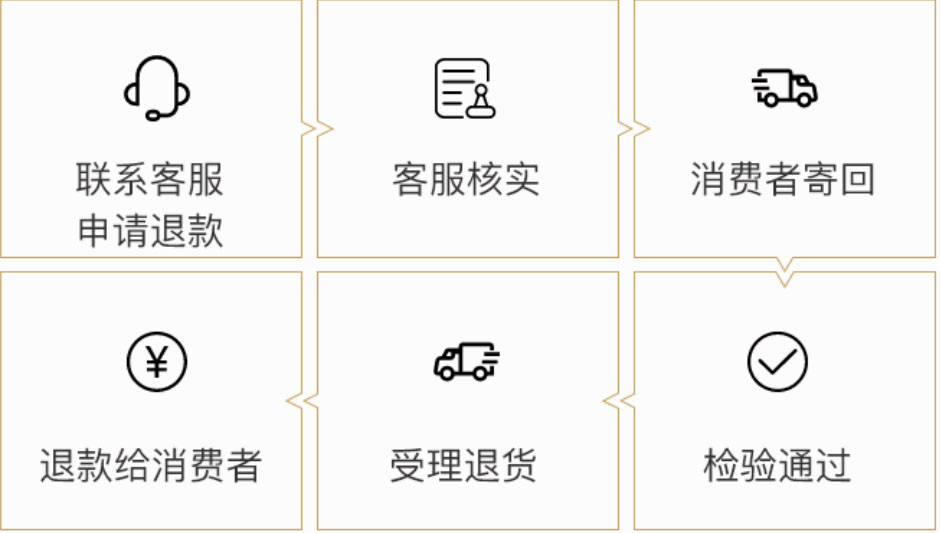 联系客服
申请退款
客服核实
消费者寄回
检验通过
受理退货
¥
退款给消费者